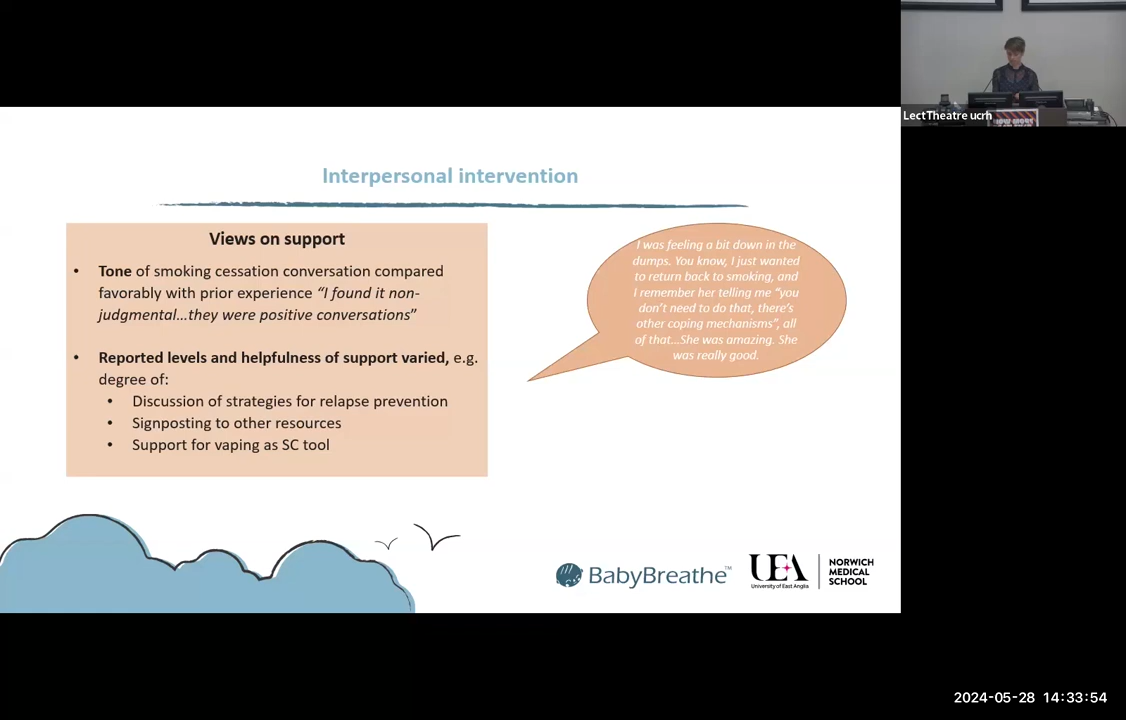 LectTheatre ucrh
Interpersonal intervention
Views on support
• Tone of smoking cessation conversation compared
favorably with prior experience “I found it non-
judgmental...they were positive conversations”
• Reported levels and helpfulness of support varied, e.g.
degree of:
• Discussion of strategies for relapse prevention
• Signposting to other resources
• Support for vaping as SC tool
I was feeling a bit down in the
dumps. You know, I just wanted
to return back to smoking, and
I remember her telling me “you
don’t need to do that, there’s
other coping mechanisms”, all
of that...She was amazing. She
was really good.
BabyBreathe™
UEA
University of East Anglia
NORWICH
MEDICAL
SCHOOL
2024-05-28 14:33:54